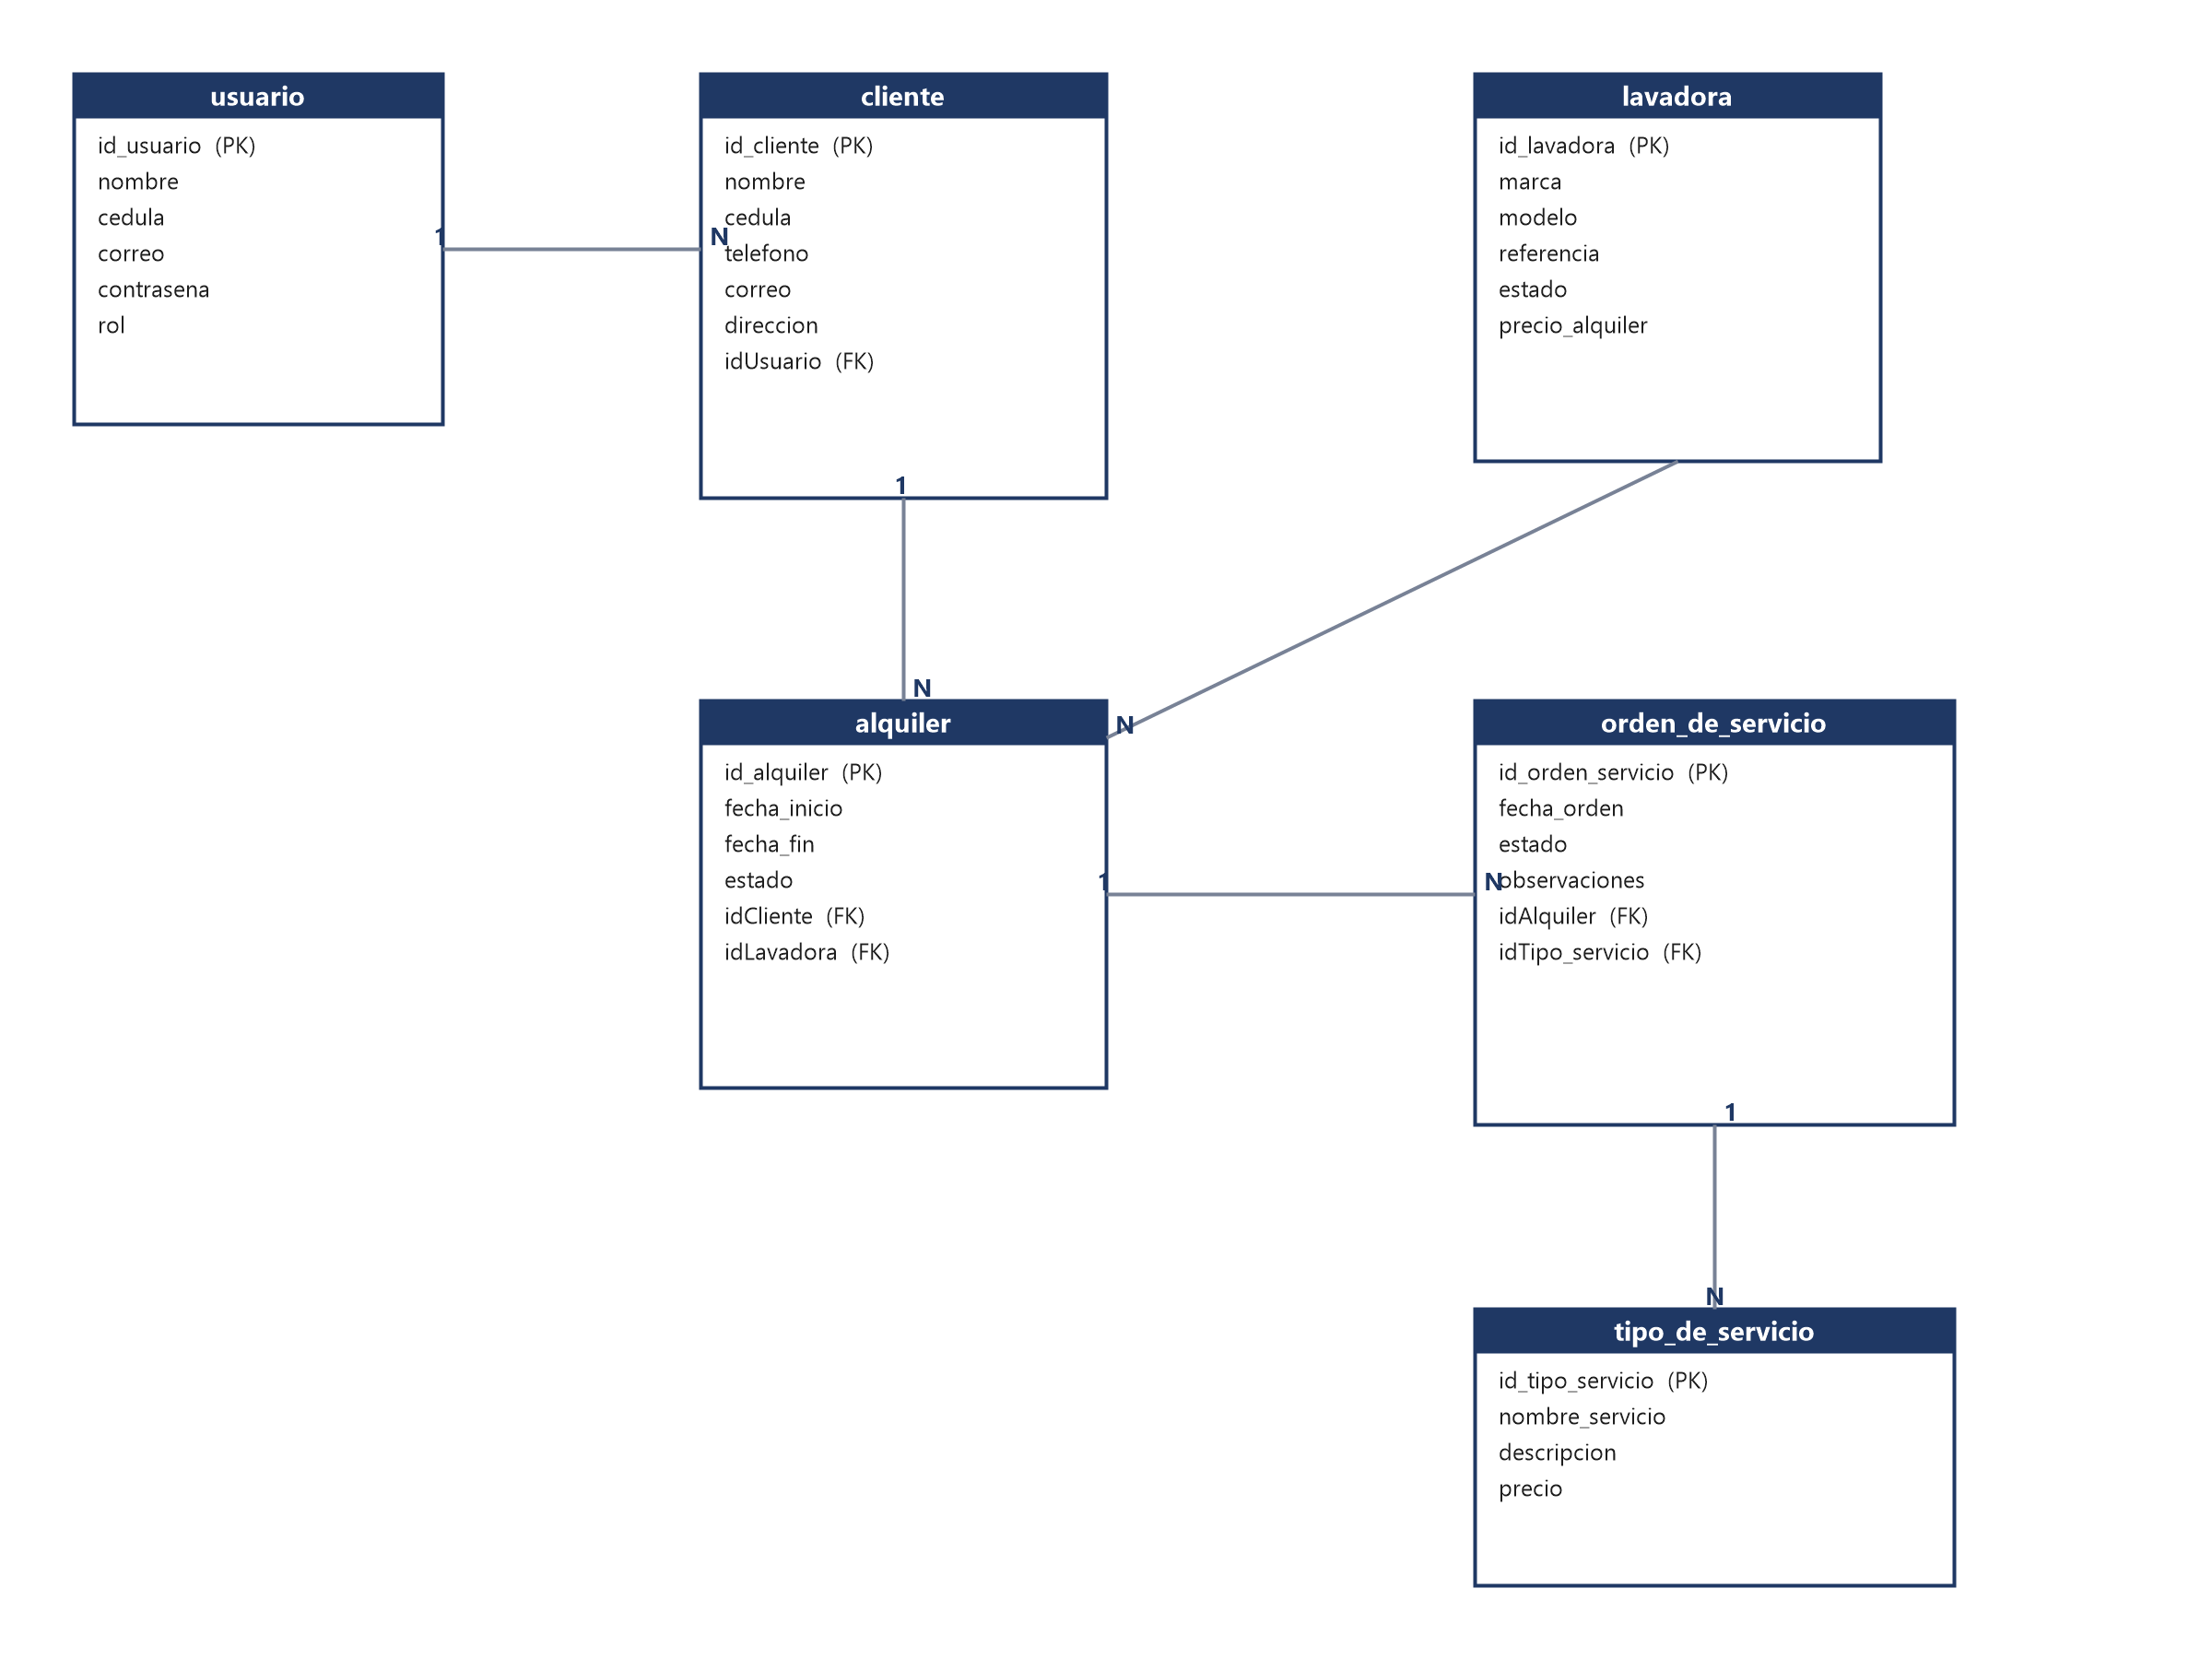 usuario
id_usuario (PK)
nombre
cedula
correo
contrasena
rol
1
N
cliente
id_cliente (PK)
nombre
cedula
telefono
correo
direccion
idUsuario (FK)
1
N
lavadora
id_lavadora (PK)
marca
modelo
referencia
estado
precio_alquiler
N
alquiler
id_alquiler (PK)
fecha_inicio
fecha_fin
estado
idCliente (FK)
idLavadora (FK)
1
N
orden_de_servicio
id_orden_servicio (PK)
fecha_orden
estado
observaciones
idAlquiler (FK)
idTipo_servicio (FK)
1
N
tipo_de_servicio
id_tipo_servicio (PK)
nombre_servicio
descripcion
precio